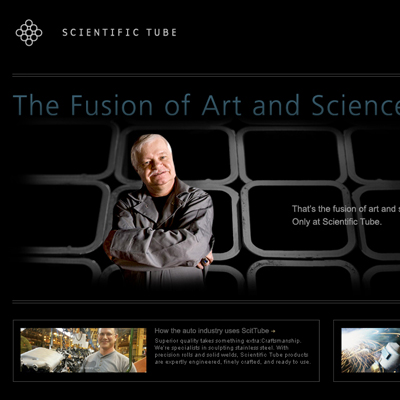 SCIENTIFIC TUBE
The Fusion of Art and Science
That's the fusion of art and s
Only at Scientific Tube.
How the auto industry uses ScitTube
Superior quality takes something extra:Craftsmanship.
We're specialists in sculpting stainless steel. With
precision rolls and solid welds, Scientific Tube products
are expertly engineered, finely crafted, and ready to use.